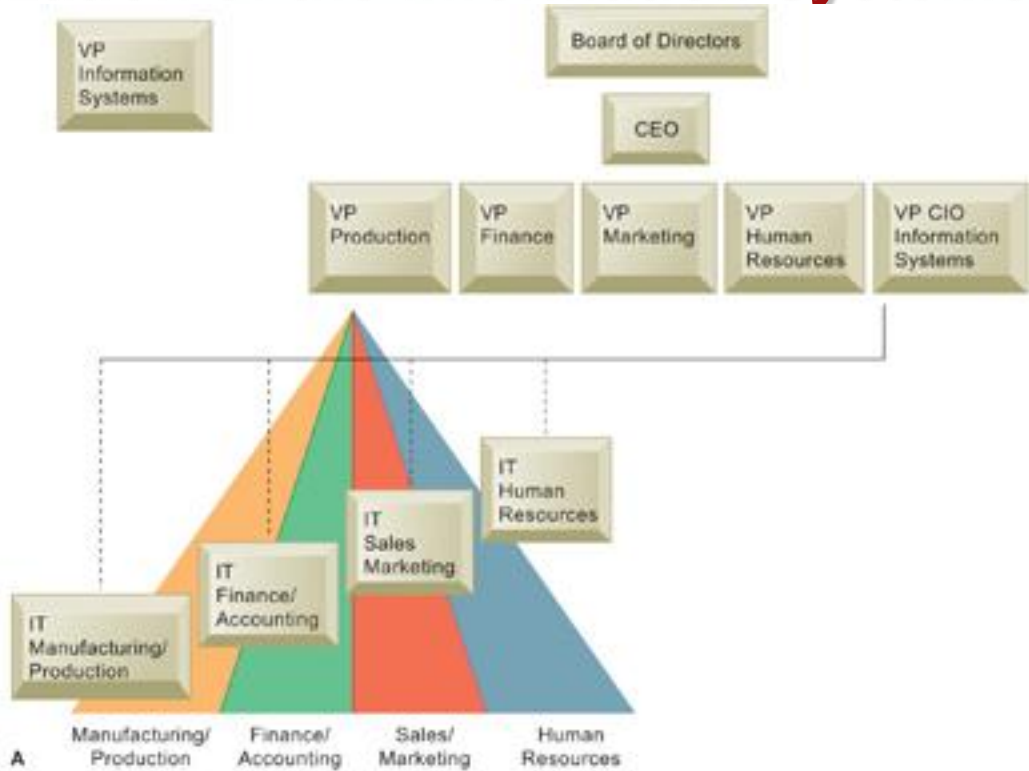 VP
Information
Systems
Board of Directors
CEO
VP
Production
VP
Finance
VP
Marketing
VP
Human
Resources
VP CIO
Information
Systems
IT
Human
Resources
IT
Sales
Marketing
IT
Finance/
Accounting
IT
Manufacturing/
Production
A
Manufacturing/
Production
Finance/
Accounting
Sales/
Marketing
Human
Resources